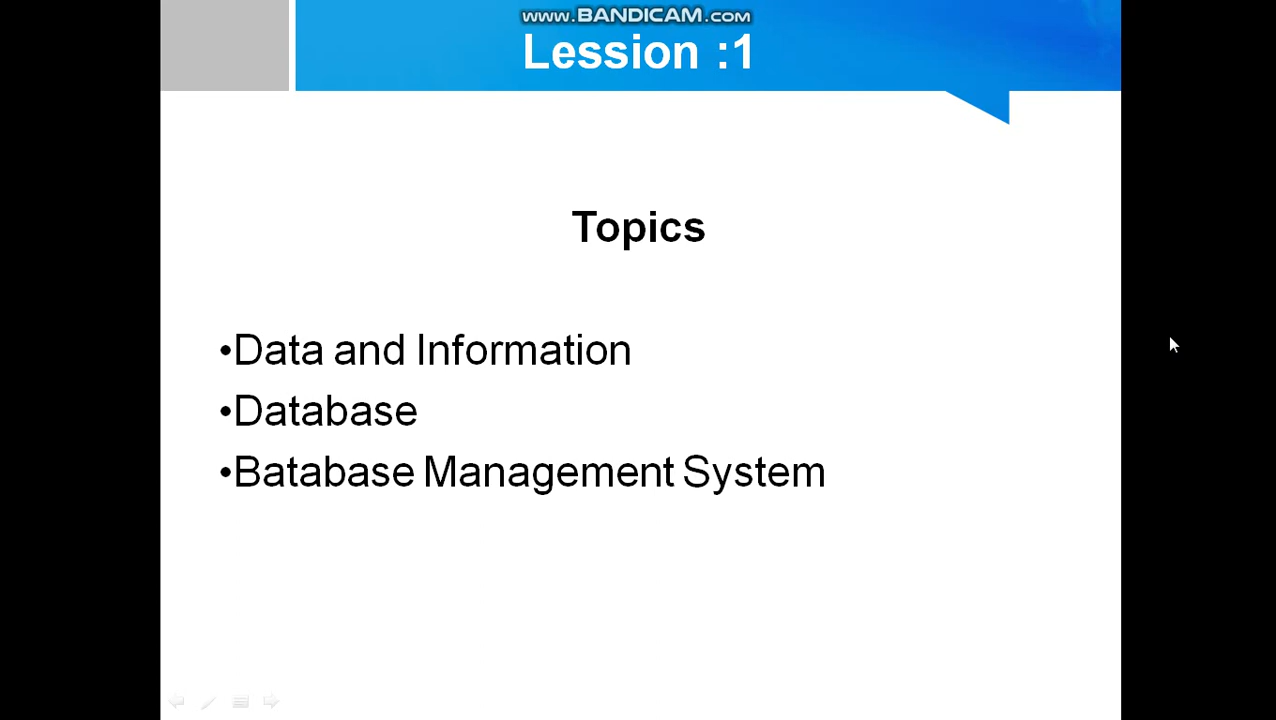 www.BANDICAM.com
Lession :1
Topics
•Data and Information
•Database
•Batabase Management System